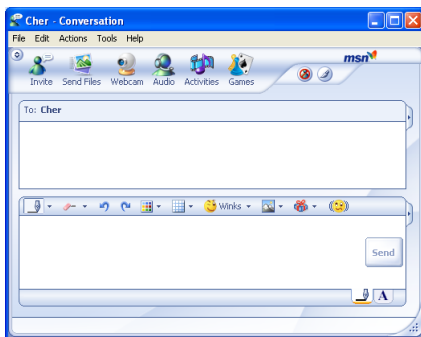 Cher - Conversation
File Edit Actions Tools Help
msn
Invite Send Files Webcam Audio Activities Games
To: Cher
Winks
Send
A